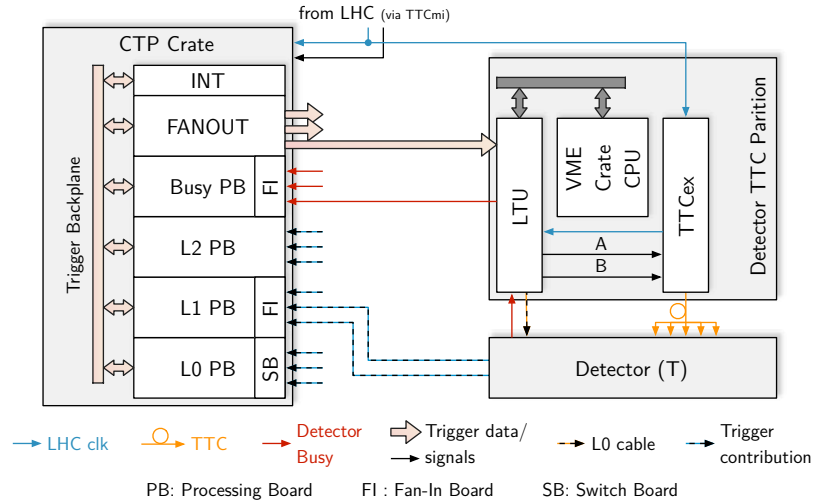 from LHC (via TTCmi)
CTP Crate
INT
FANOUT
Busy PB
FI
L2 PB
L1 PB
FI
L0 PB
SB
Trigger Backplane
LTU
VME
Crate
CPU
TTCex
A
B
Detector TTC Parition
Detector (T)
LHC clk
TTC
Detector
Busy
Trigger data/
signals
L0 cable
Trigger
contribution
PB: Processing Board
FI : Fan-In Board
SB: Switch Board